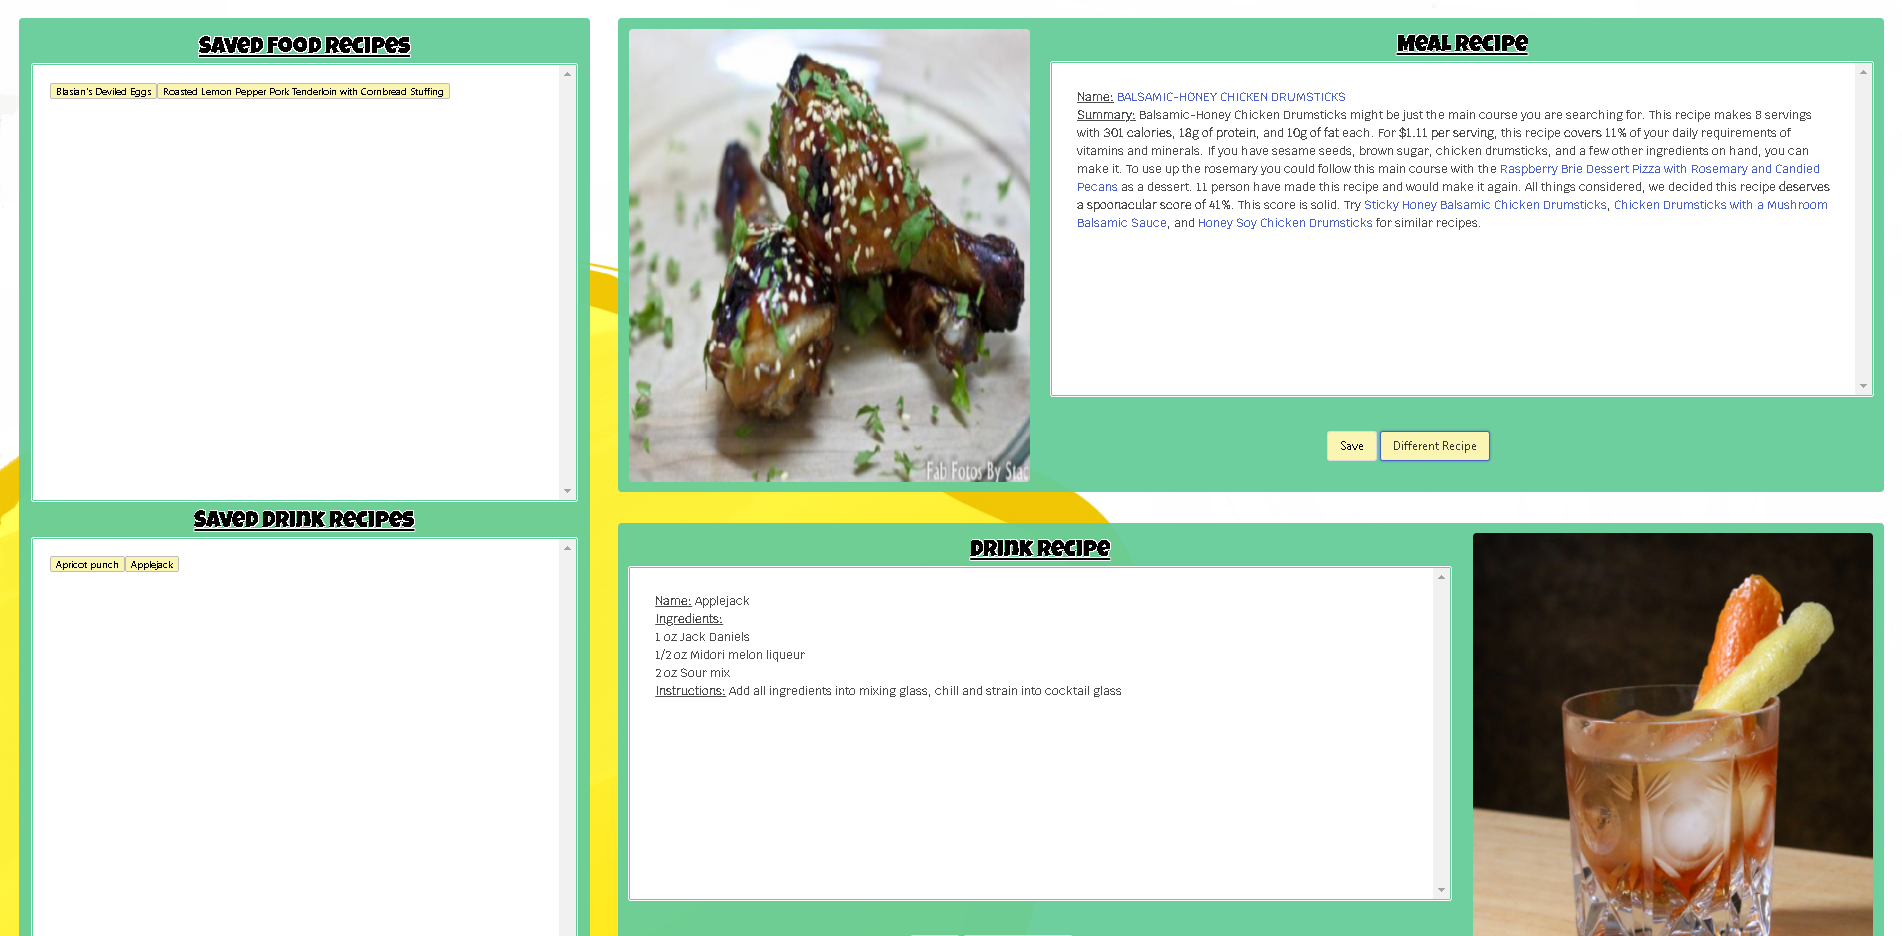 Saved Food Recipes
Blasian's Deviled Eggs
Roasted Lemon Pepper Pork Tenderloin with Cornbread Stuffing
Saved Drink Recipes
Apricot punch
Applejack
Fab Fotos By Stac
Meal Recipe
Name: BALSAMIC-HONEY CHICKEN DRUMSTICKS
Summary: Balsamic-Honey Chicken Drumsticks might be just the main course you are searching for. This recipe makes 8 servings
with 301 calories, 18g of protein, and 10g of fat each. For $1.11 per serving, this recipe covers 11% of your daily requirements of
vitamins and minerals. If you have sesame seeds, brown sugar, chicken drumsticks, and a few other ingredients on hand, you can
make it. To use up the rosemary you could follow this main course with the Raspberry Brie Dessert Pizza with Rosemary and Candied
Pecans as a dessert. 11 person have made this recipe and would make it again. All things considered, we decided this recipe deserves
a spoonacular score of 41%. This score is solid. Try Sticky Honey Balsamic Chicken Drumsticks, Chicken Drumsticks with a Mushroom
Balsamic Sauce, and Honey Soy Chicken Drumsticks for similar recipes.
Save
Different Recipe
Drink Recipe
Name: Applejack
Ingredients:
1 oz Jack Daniels
1/2 oz Midori melon liqueur
2 oz Sour mix
Instructions: Add all ingredients into mixing glass, chill and strain into cocktail glass